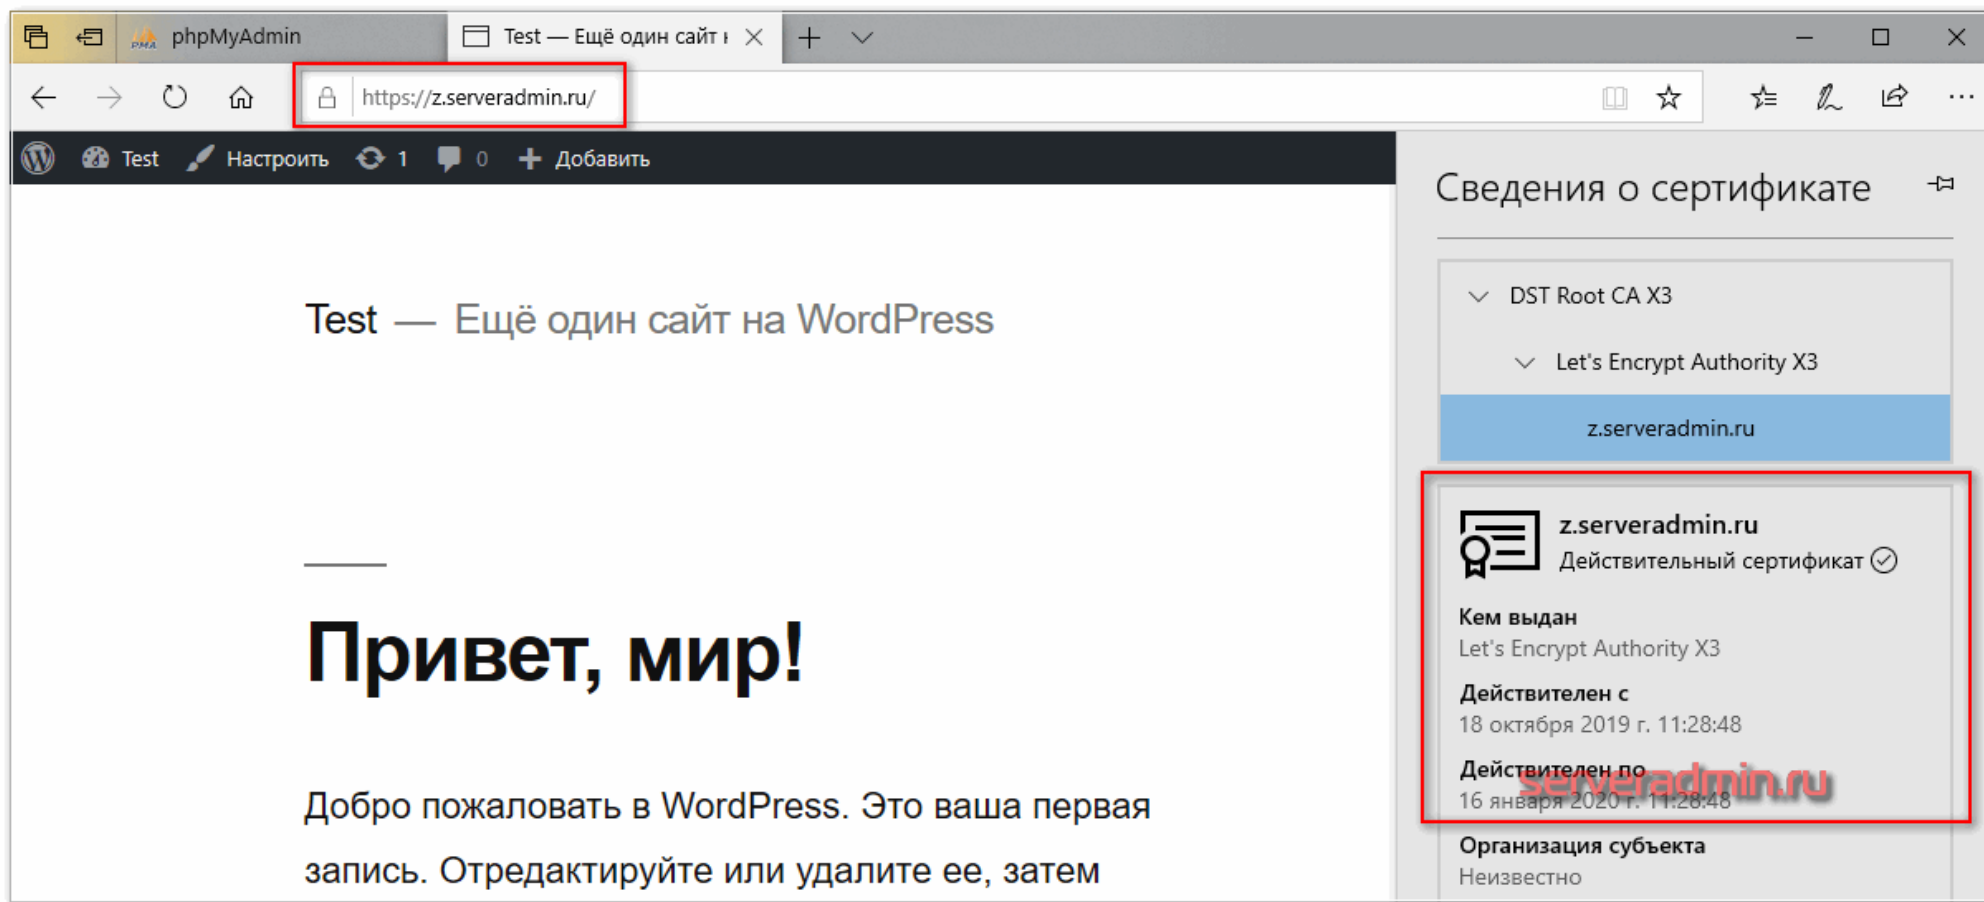 phpMyAdmin
Test — Ещё один сайт н
https://z.serveradmin.ru/
Test Настроить 1 0 Добавить
Сведения о сертификате
DST Root CA X3
Let's Encrypt Authority X3
z.serveradmin.ru
Test — Ещё один сайт на WordPress
Привет, мир!
Добро пожаловать в WordPress. Это ваша первая
запись. Отредактируйте или удалите ее, затем
z.serveradmin.ru
Действительный сертификат
Кем выдан
Let's Encrypt Authority X3
Действителен с
18 октября 2019 г. 11:28:48
Действителен по
16 января 2020 г. 11:28:48
serveradmin.ru
Организация субъекта
Неизвестно